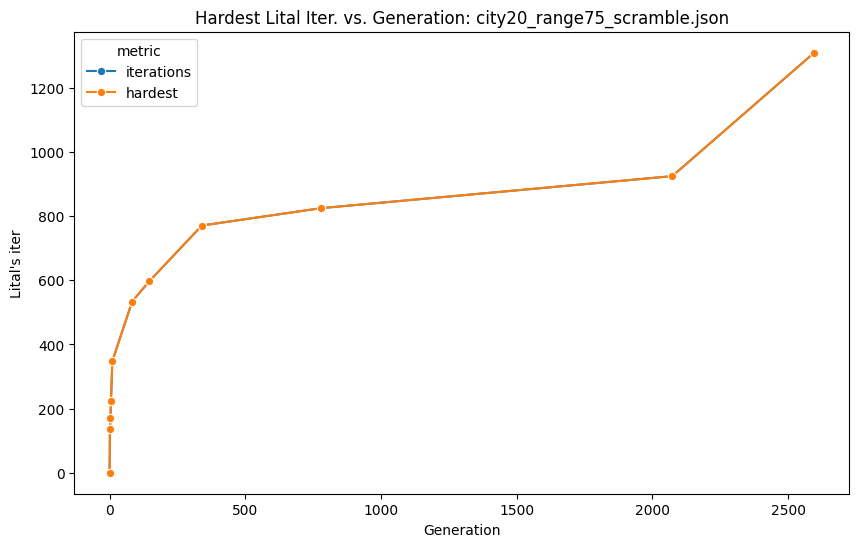 Hardest Lital Iter. vs. Generation: city20_range75_scramble.json
metric
iterations
hardest
1200
1000
800
600
400
200
0
Lital's iter
0 500 1000 1500 2000 2500
Generation